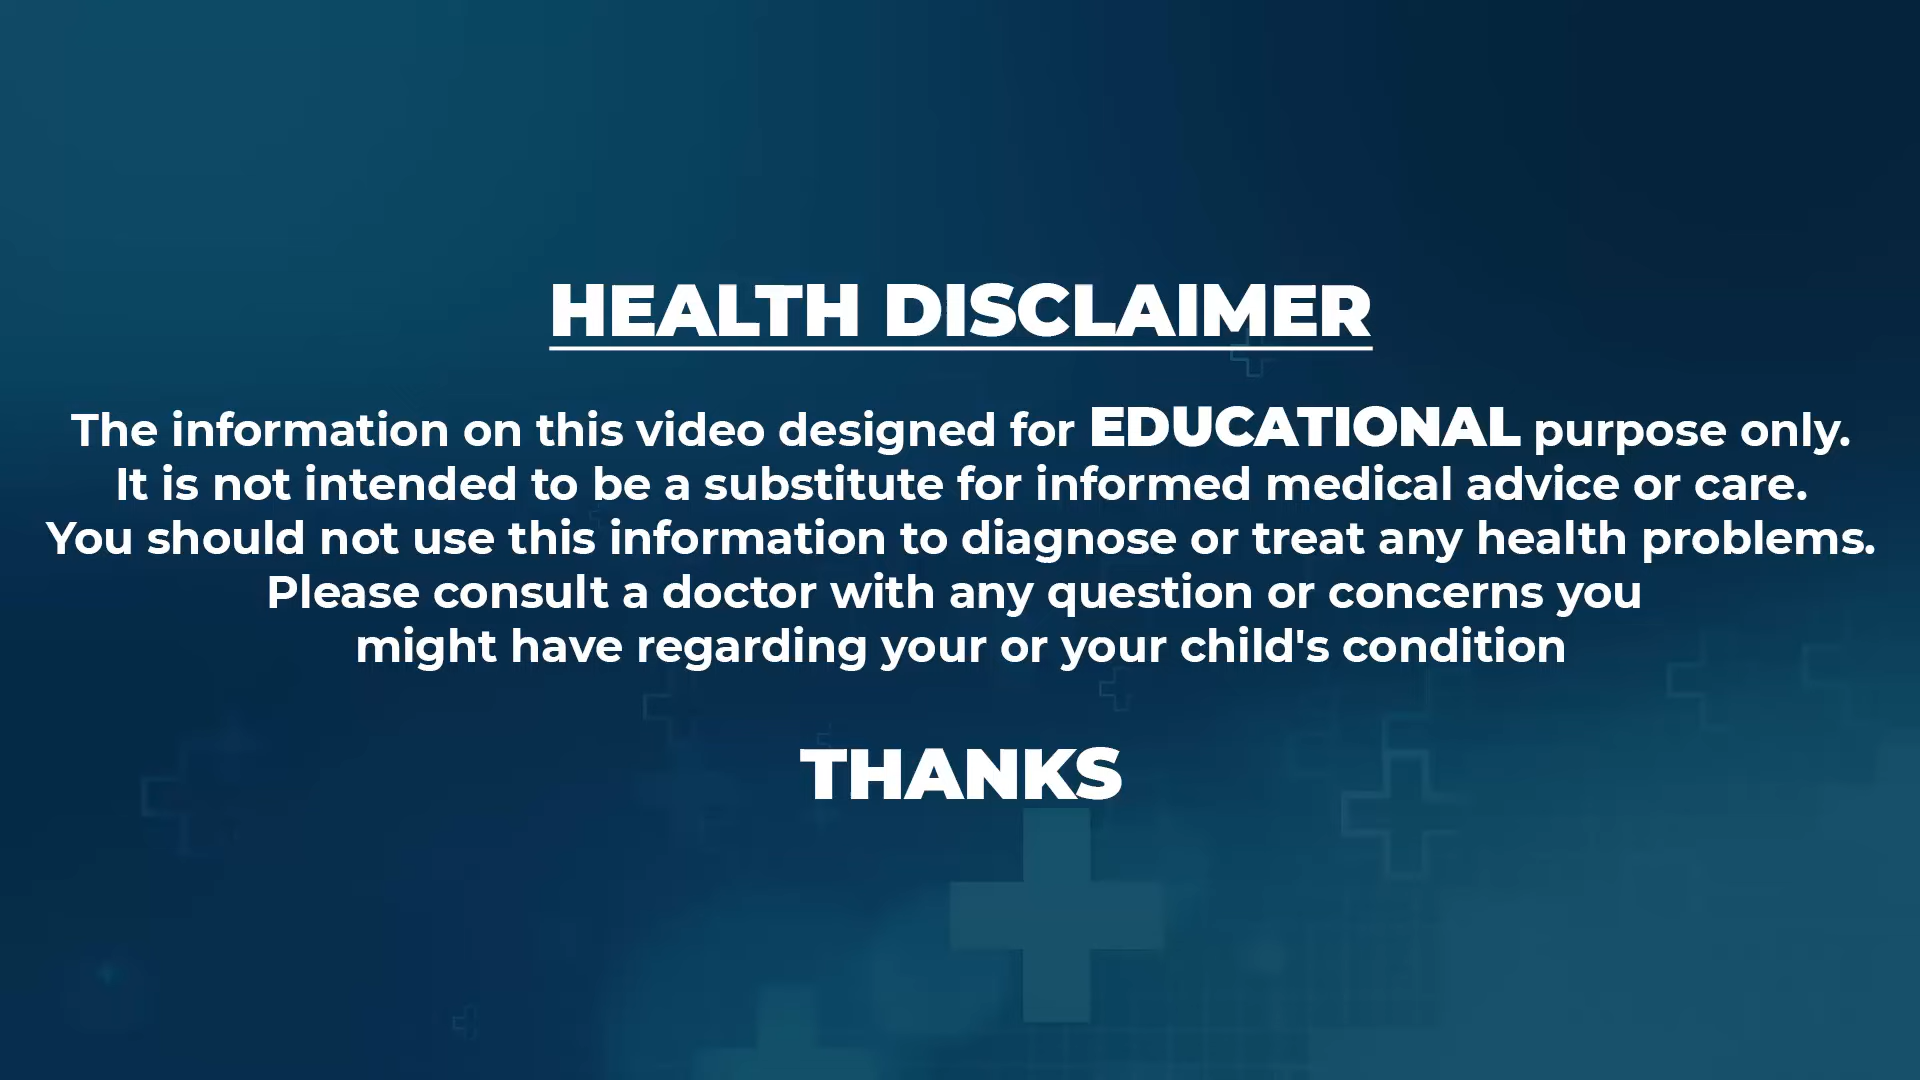 HEALTH DISCLAIMER
The information on this video designed for EDUCATIONAL purpose only.
It is not intended to be a substitute for informed medical advice or care.
You should not use this information to diagnose or treat any health problems.
Please consult a doctor with any question or concerns you
might have regarding your or your child's condition
THANKS